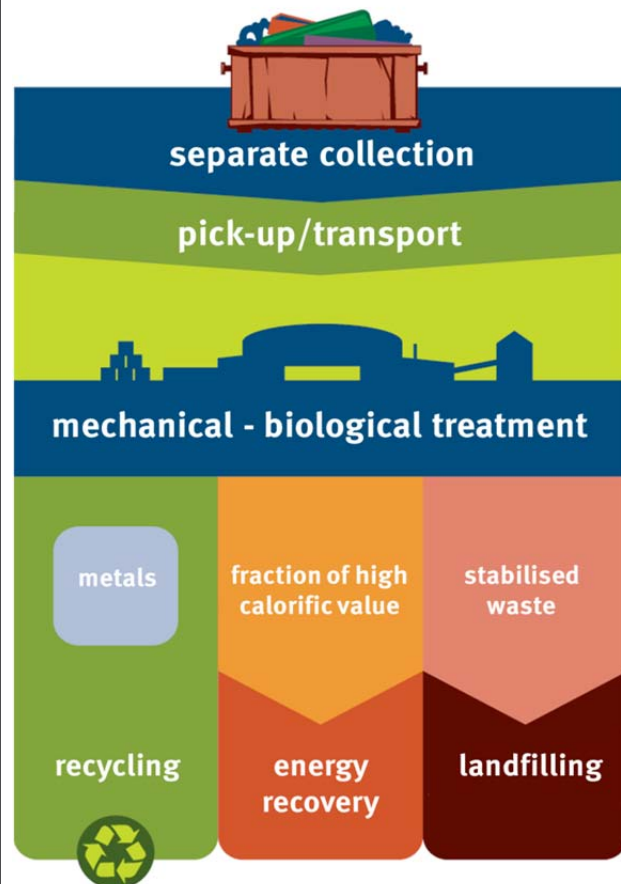 separate collection
pick-up/transport
mechanical - biological treatment
metals
fraction of high
calorific value
stabilised
waste
recycling
energy
recovery
landfilling